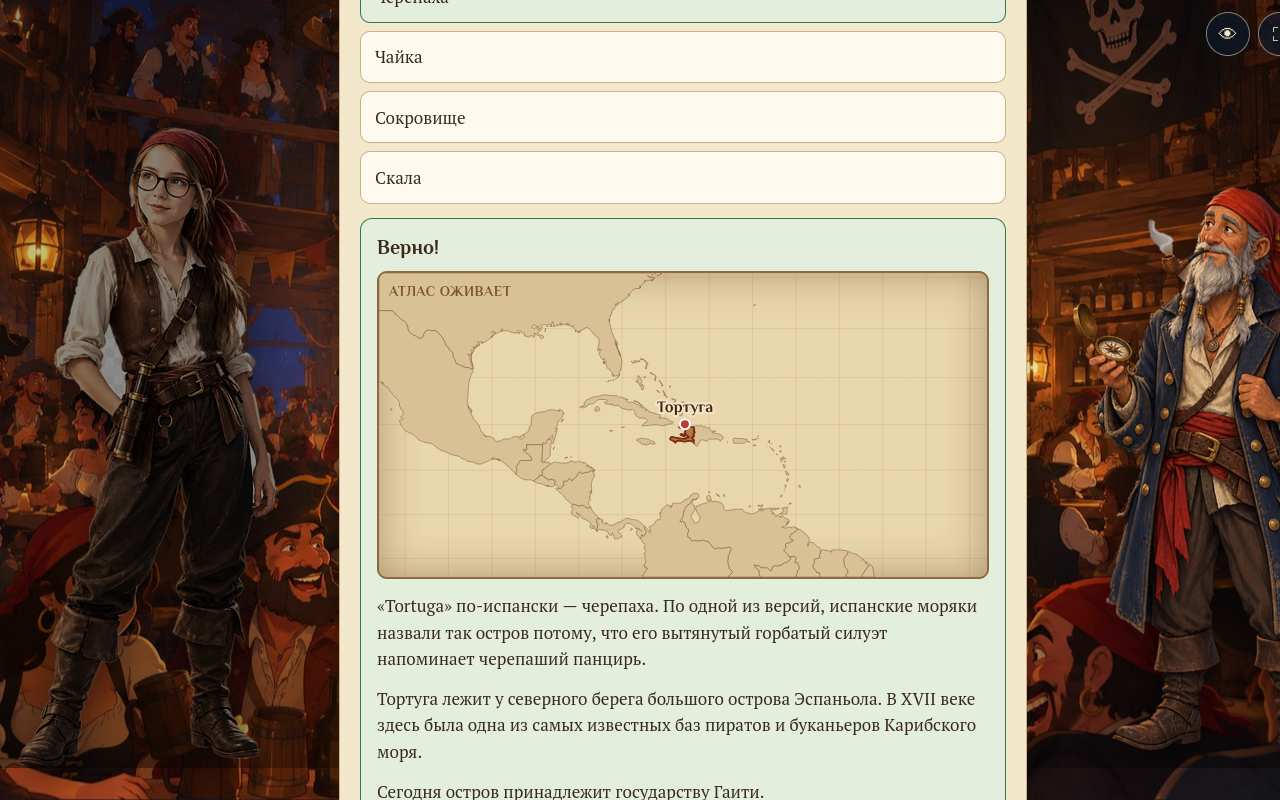 Черепаха
Чайка
Сокровище
Скала
Верно!
АТЛАС ОЖИВАЕТ
Тортуга
«Tortuga» по-испански — черепаха. По одной из версий, испанские моряки
назвали так остров потому, что его вытянутый горбатый силуэт
напоминает черепаший панцирь.
Тортуга лежит у северного берега большого острова Эспаньола. В XVII веке
здесь была одна из самых известных баз пиратов и буканьеров Карибского
моря.
Сегодня остров принадлежит государству Гаити.